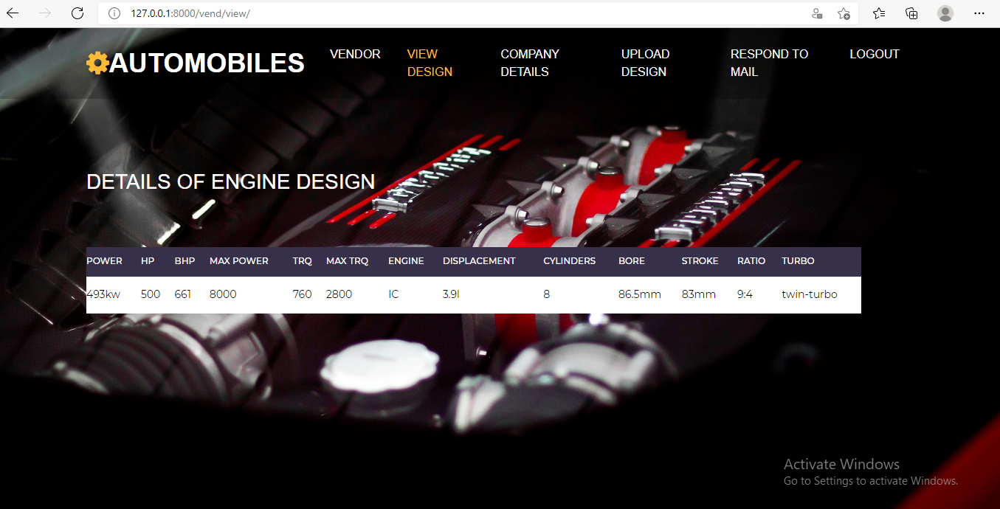 127.0.0.1:8000/vend/view/
AUTOMOBILES
VENDOR
VIEW
DESIGN
COMPANY
DETAILS
UPLOAD
DESIGN
RESPOND TO
MAIL
LOGOUT
DETAILS OF ENGINE DESIGN
POWER HP BHP MAX POWER TRQ MAX TRQ ENGINE DISPLACEMENT CYLINDERS BORE STROKE RATIO TURBO
493kw 500 661 8000 760 2800 IC 3.9l 8 86.5mm 83mm 9:4 twin-turbo
Activate Windows
Go to Settings to activate Windows.